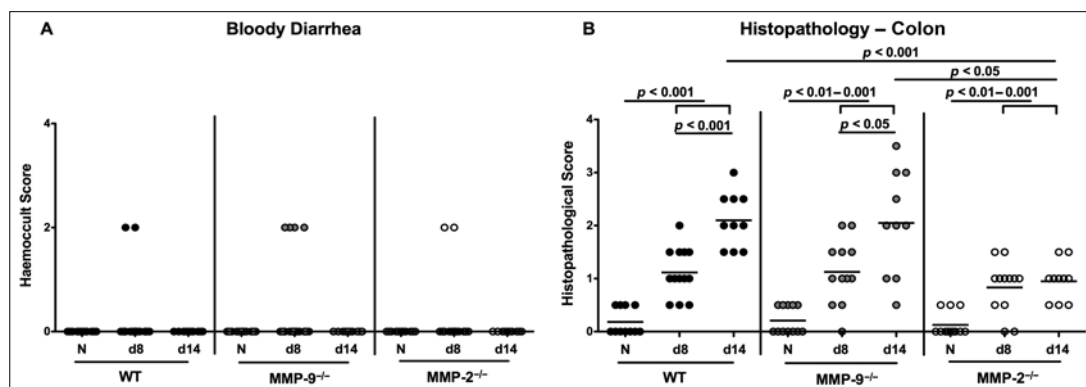 A
Bloody Diarrhea
Haemoccult Score
4
2
0
N d8 d14
WT
N d8 d14
MMP-9⁻/⁻
N d8 d14
MMP-2⁻/⁻
B
Histopathology – Colon
p < 0.001
p < 0.05
p < 0.001
p < 0.01–0.001
p < 0.01–0.001
p < 0.001
p < 0.05
Histopathological Score
4
3
2
1
0
N d8 d14
WT
N d8 d14
MMP-9⁻/⁻
N d8 d14
MMP-2⁻/⁻